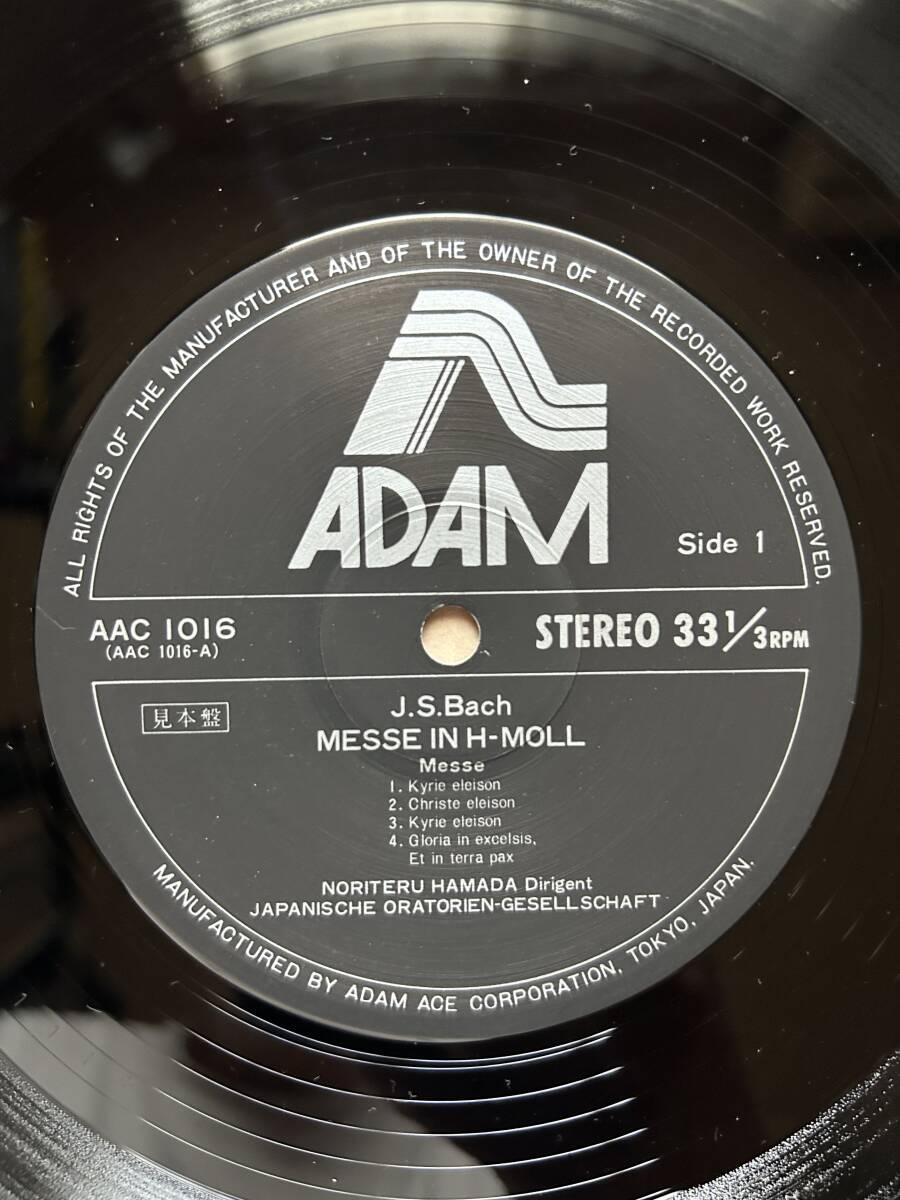 ALL RIGHTS OF THE MANUFACTURER AND OF THE OWNER OF THE RECORDED WORK RESERVED.
ADAM
Side 1
AAC 1016
(AAC 1016-A)
STEREO 33 1/3 RPM
見本盤
J.S.Bach
MESSE IN H-MOLL
Messe
1. Kyrie eleison
2. Christe eleison
3. Kyrie eleison
4. Gloria in excelsis,
Et in terra pax
NORITERU HAMADA Dirigent
JAPANISCHE ORATORIEN-GESELLSCHAFT
MANUFACTURED BY ADAM ACE CORPORATION, TOKYO, JAPAN.